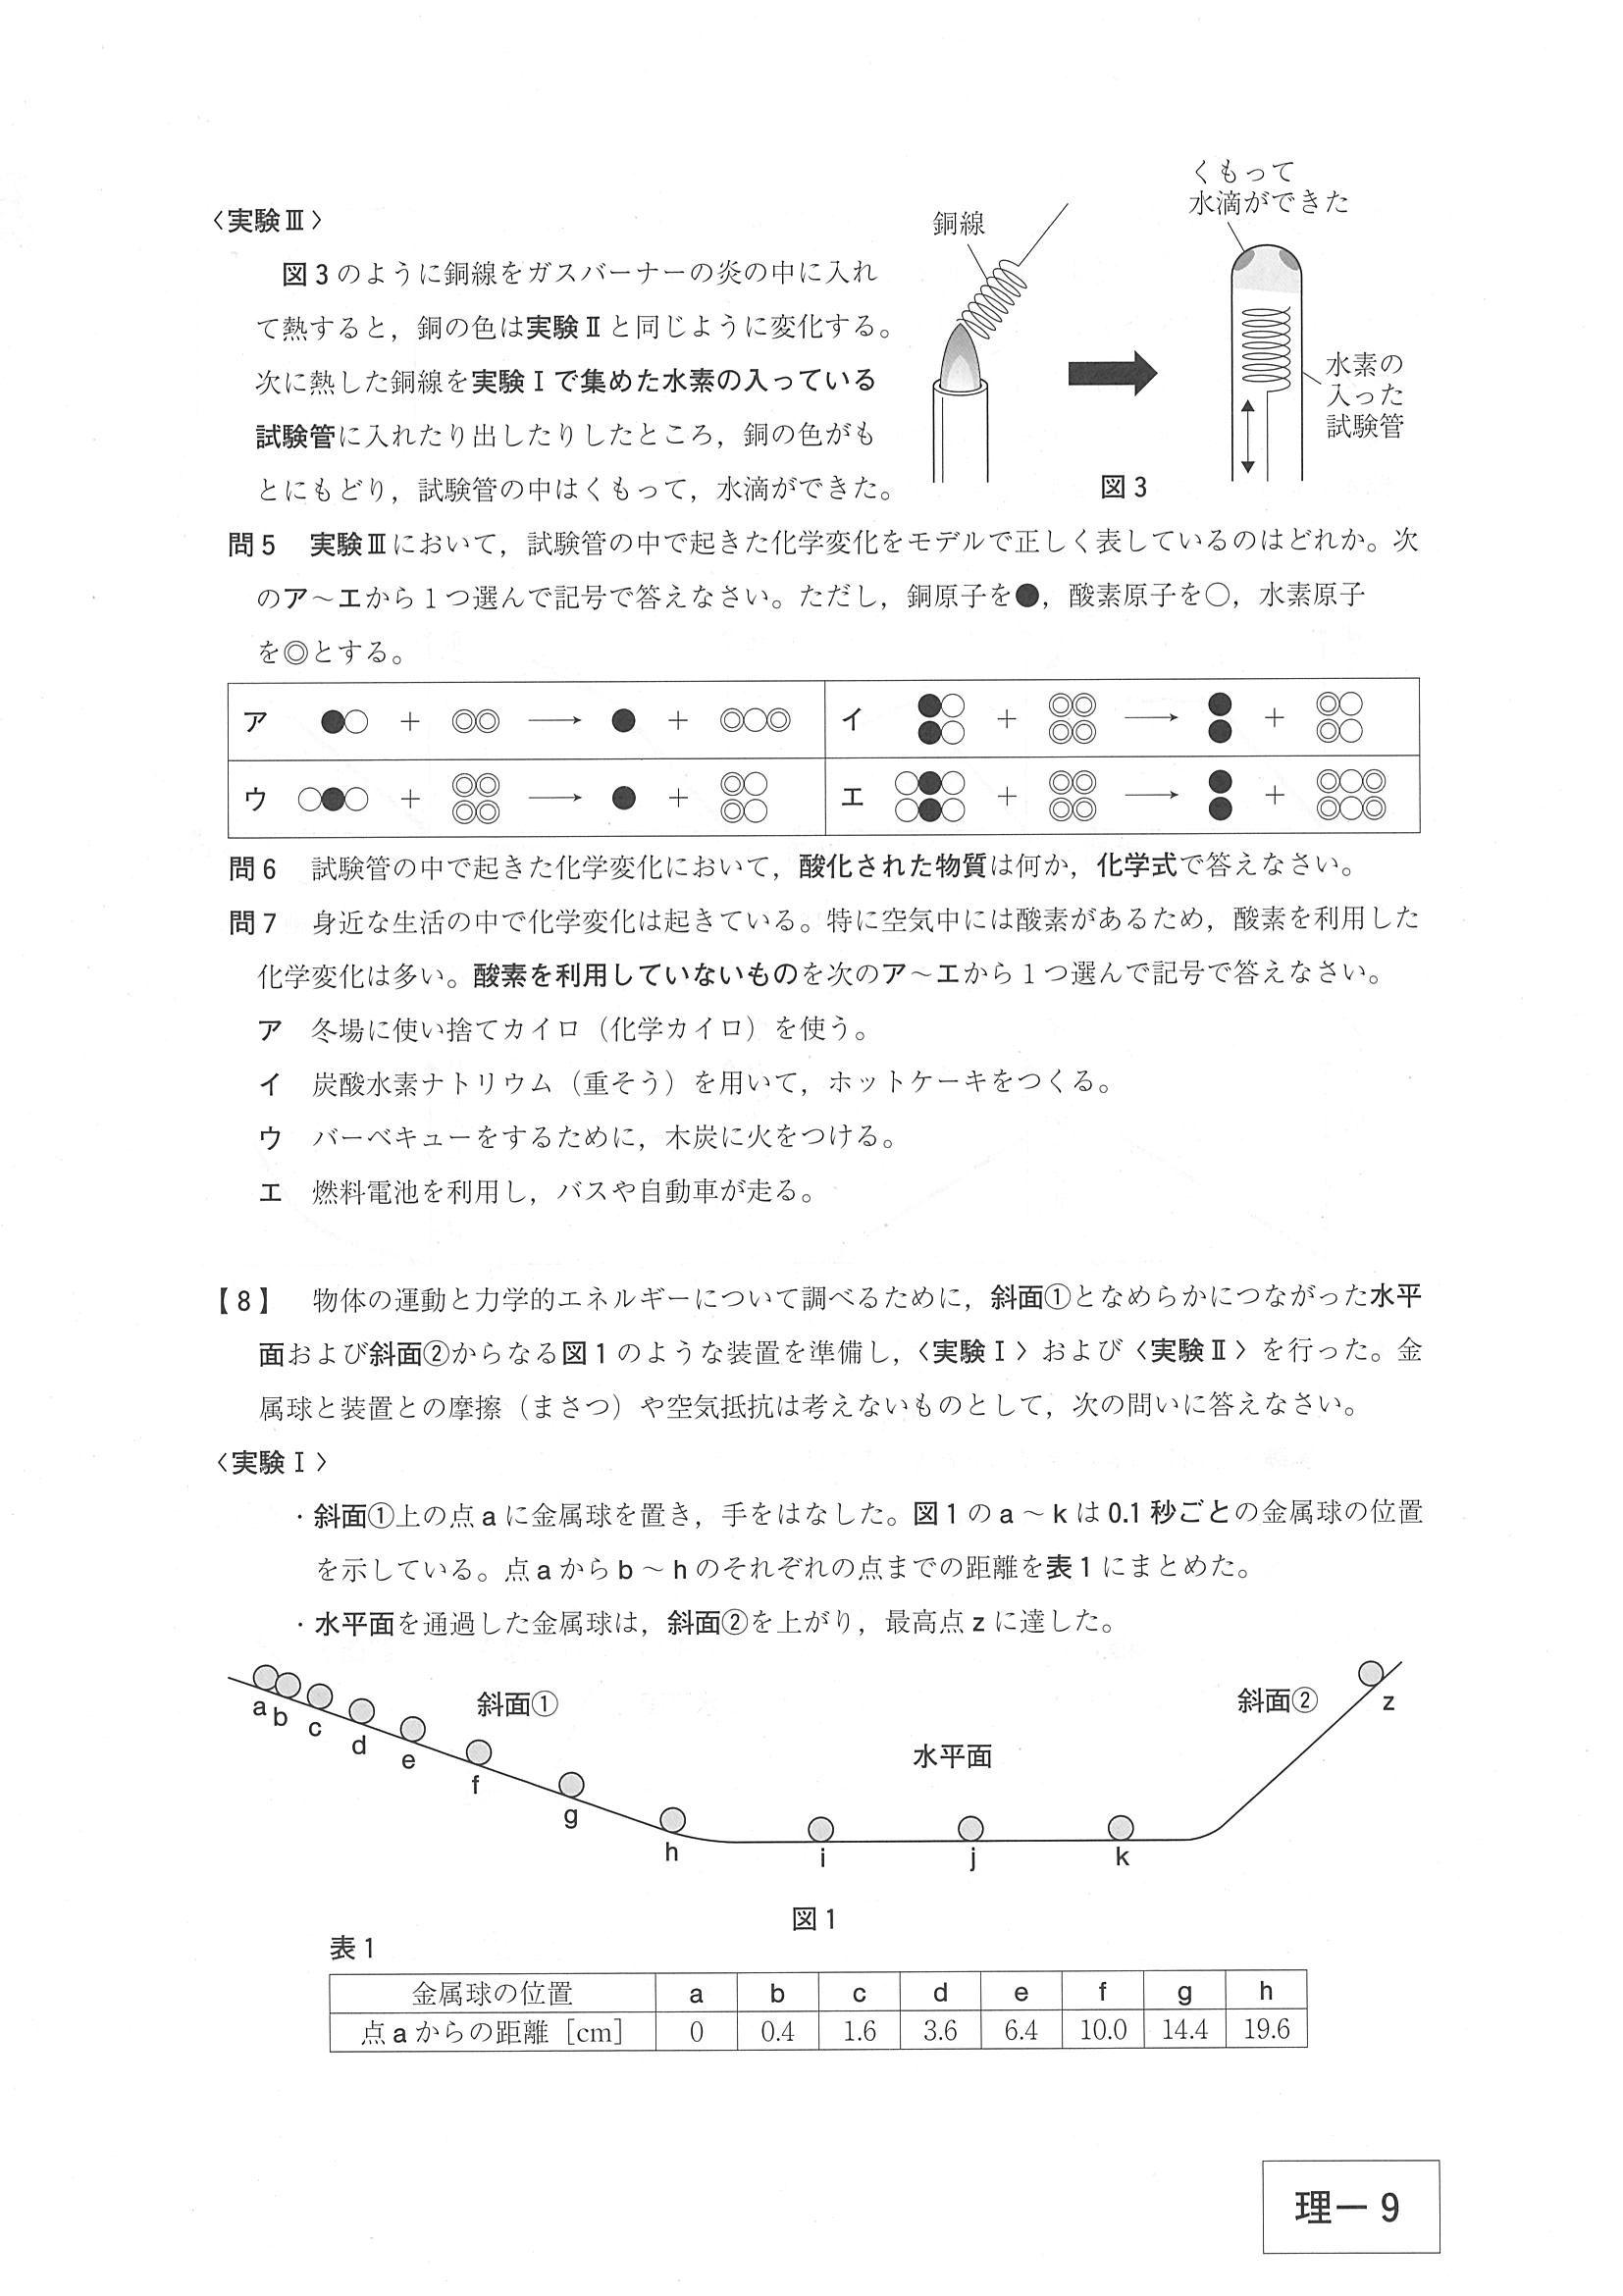 〈実験Ⅲ〉
図3のように銅線をガスバーナーの炎の中に入れ
て熱すると，銅の色は実験Ⅱと同じように変化する。
次に熱した銅線を実験Ⅰで集めた水素の入っている
試験管に入れたり出したりしたところ，銅の色がも
とにもどり，試験管の中はくもって，水滴ができた。
銅線
くもって
水滴ができた
水素の
入った
試験管
図3
問5　実験Ⅲにおいて，試験管の中で起きた化学変化をモデルで正しく表しているのはどれか。次
のア～エから1つ選んで記号で答えなさい。ただし，銅原子を●，酸素原子を○，水素原子
を◎とする。
ア　●○　＋　◎◎　→　●　＋　◎○◎
イ　●○　＋　◎◎　→　●　＋　◎○
●○　◎◎　●　◎○
ウ　○●○　＋　◎◎　→　●　＋　◎○
◎◎　◎○
エ　○●○　＋　◎◎　→　●　＋　◎○◎
○●○　◎◎　●　◎○◎
問6　試験管の中で起きた化学変化において，酸化された物質は何か，化学式で答えなさい。
問7　身近な生活の中で化学変化は起きている。特に空気中には酸素があるため，酸素を利用した
化学変化は多い。酸素を利用していないものを次のア～エから1つ選んで記号で答えなさい。
ア　冬場に使い捨てカイロ（化学カイロ）を使う。
イ　炭酸水素ナトリウム（重そう）を用いて，ホットケーキをつくる。
ウ　バーベキューをするために，木炭に火をつける。
エ　燃料電池を利用し，バスや自動車が走る。
【8】　物体の運動と力学的エネルギーについて調べるために，斜面①となめらかにつながった水平
面および斜面②からなる図1のような装置を準備し，〈実験Ⅰ〉および〈実験Ⅱ〉を行った。金
属球と装置との摩擦（まさつ）や空気抵抗は考えないものとして，次の問いに答えなさい。
〈実験Ⅰ〉
・斜面①上の点aに金属球を置き，手をはなした。図1のa～kは0.1秒ごとの金属球の位置
を示している。点aからb～hのそれぞれの点までの距離を表1にまとめた。
・水平面を通過した金属球は，斜面②を上がり，最高点zに達した。
斜面①
水平面
斜面②
a b c d e f g h i j k z
図1
表1
金属球の位置 a b c d e f g h
点aからの距離［cm］ 0 0.4 1.6 3.6 6.4 10.0 14.4 19.6
理－9